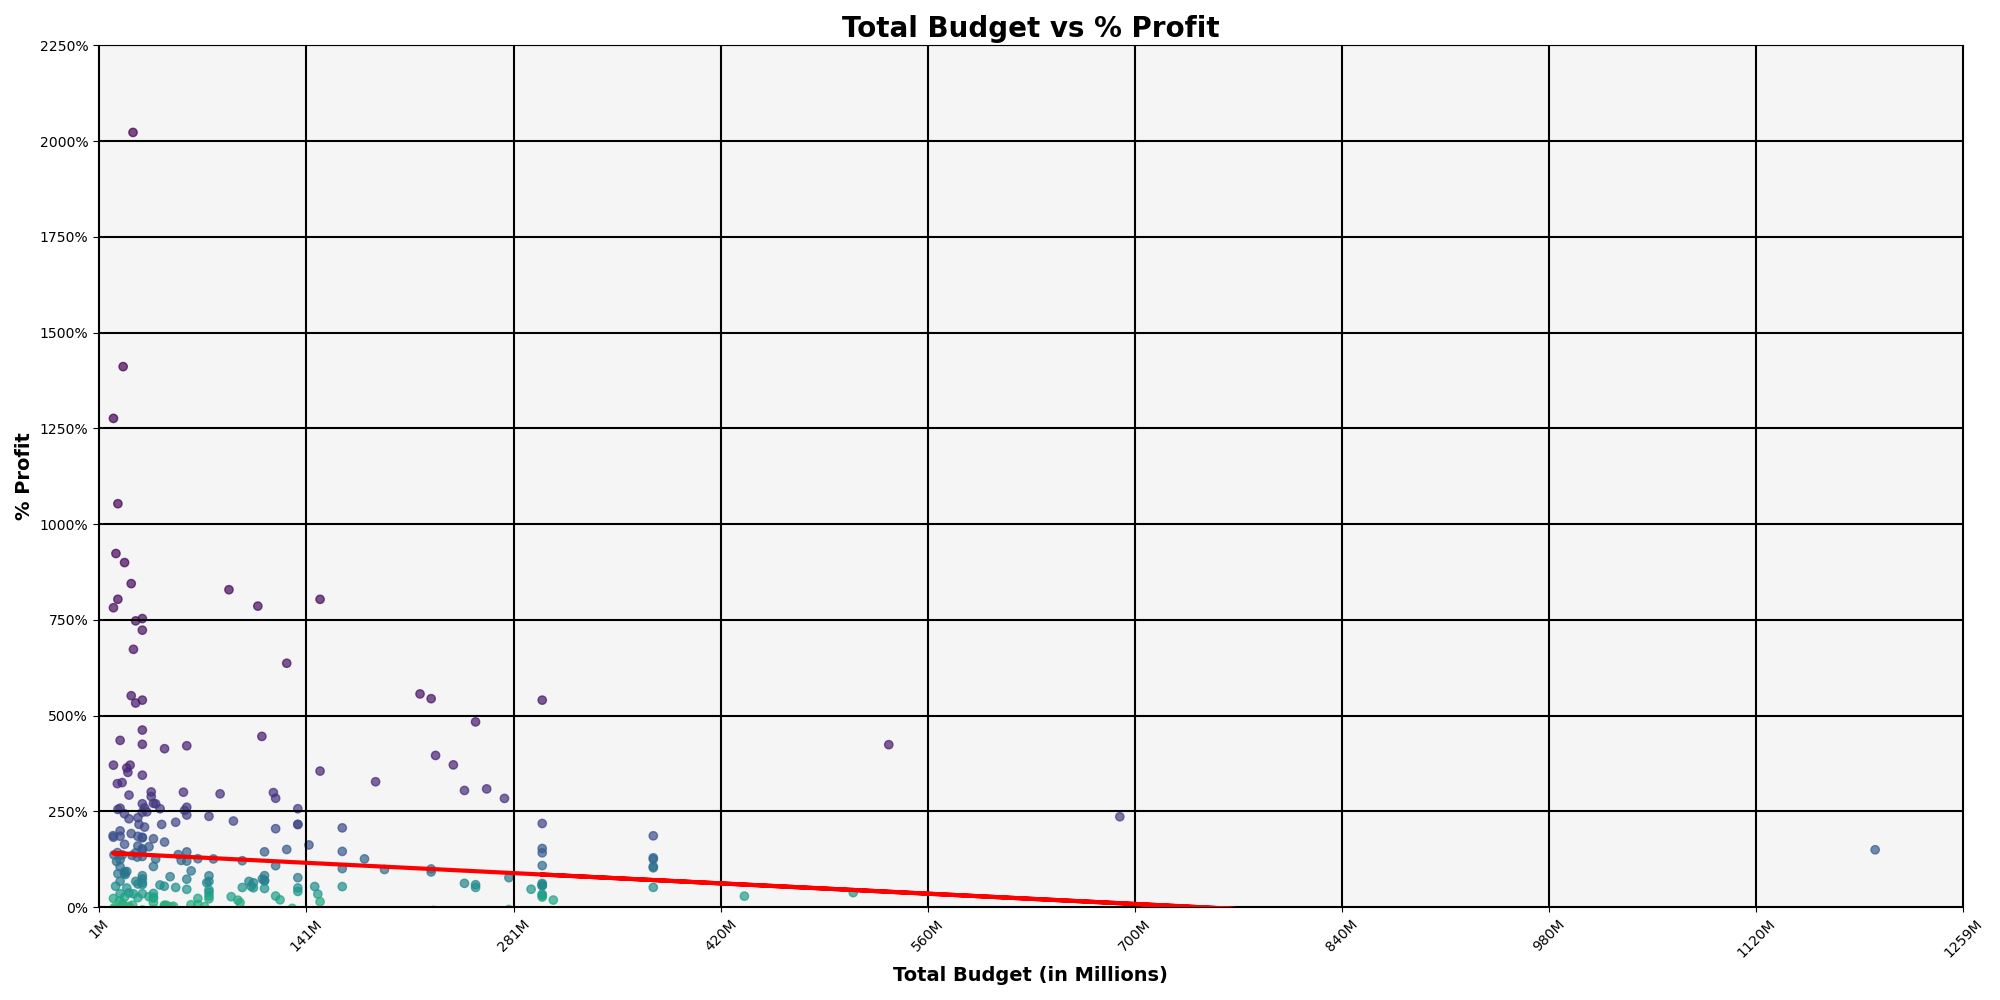 Total Budget vs % Profit
2250%
2000%
1750%
1500%
1250%
1000%
750%
500%
250%
0%
% Profit
1M
141M
281M
420M
560M
700M
840M
980M
1120M
1259M
Total Budget (in Millions)